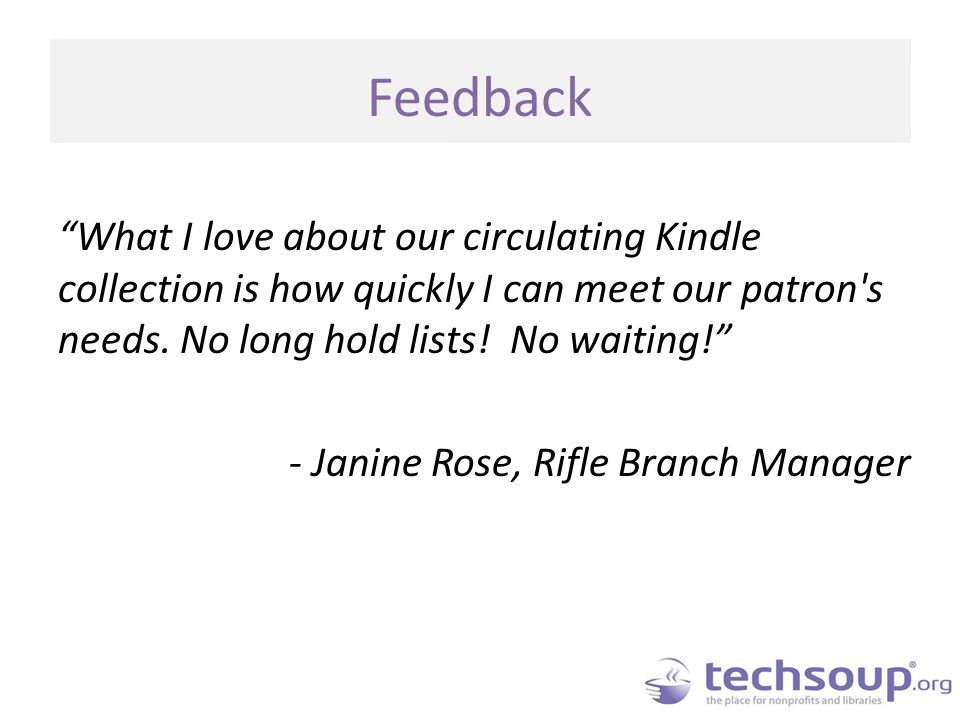 Feedback
“What I love about our circulating Kindle
collection is how quickly I can meet our patron's
needs. No long hold lists!  No waiting!”
- Janine Rose, Rifle Branch Manager
techsoup®.org
the place for nonprofits and libraries